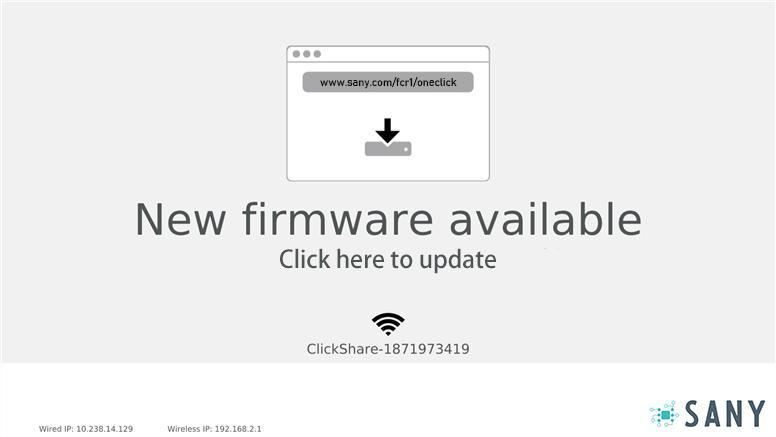 www.sany.com/fcr1/oneclick
New firmware available
Click here to update
ClickShare-1871973419
SANY
Wired IP: 10.238.14.129 Wireless IP: 192.168.2.1